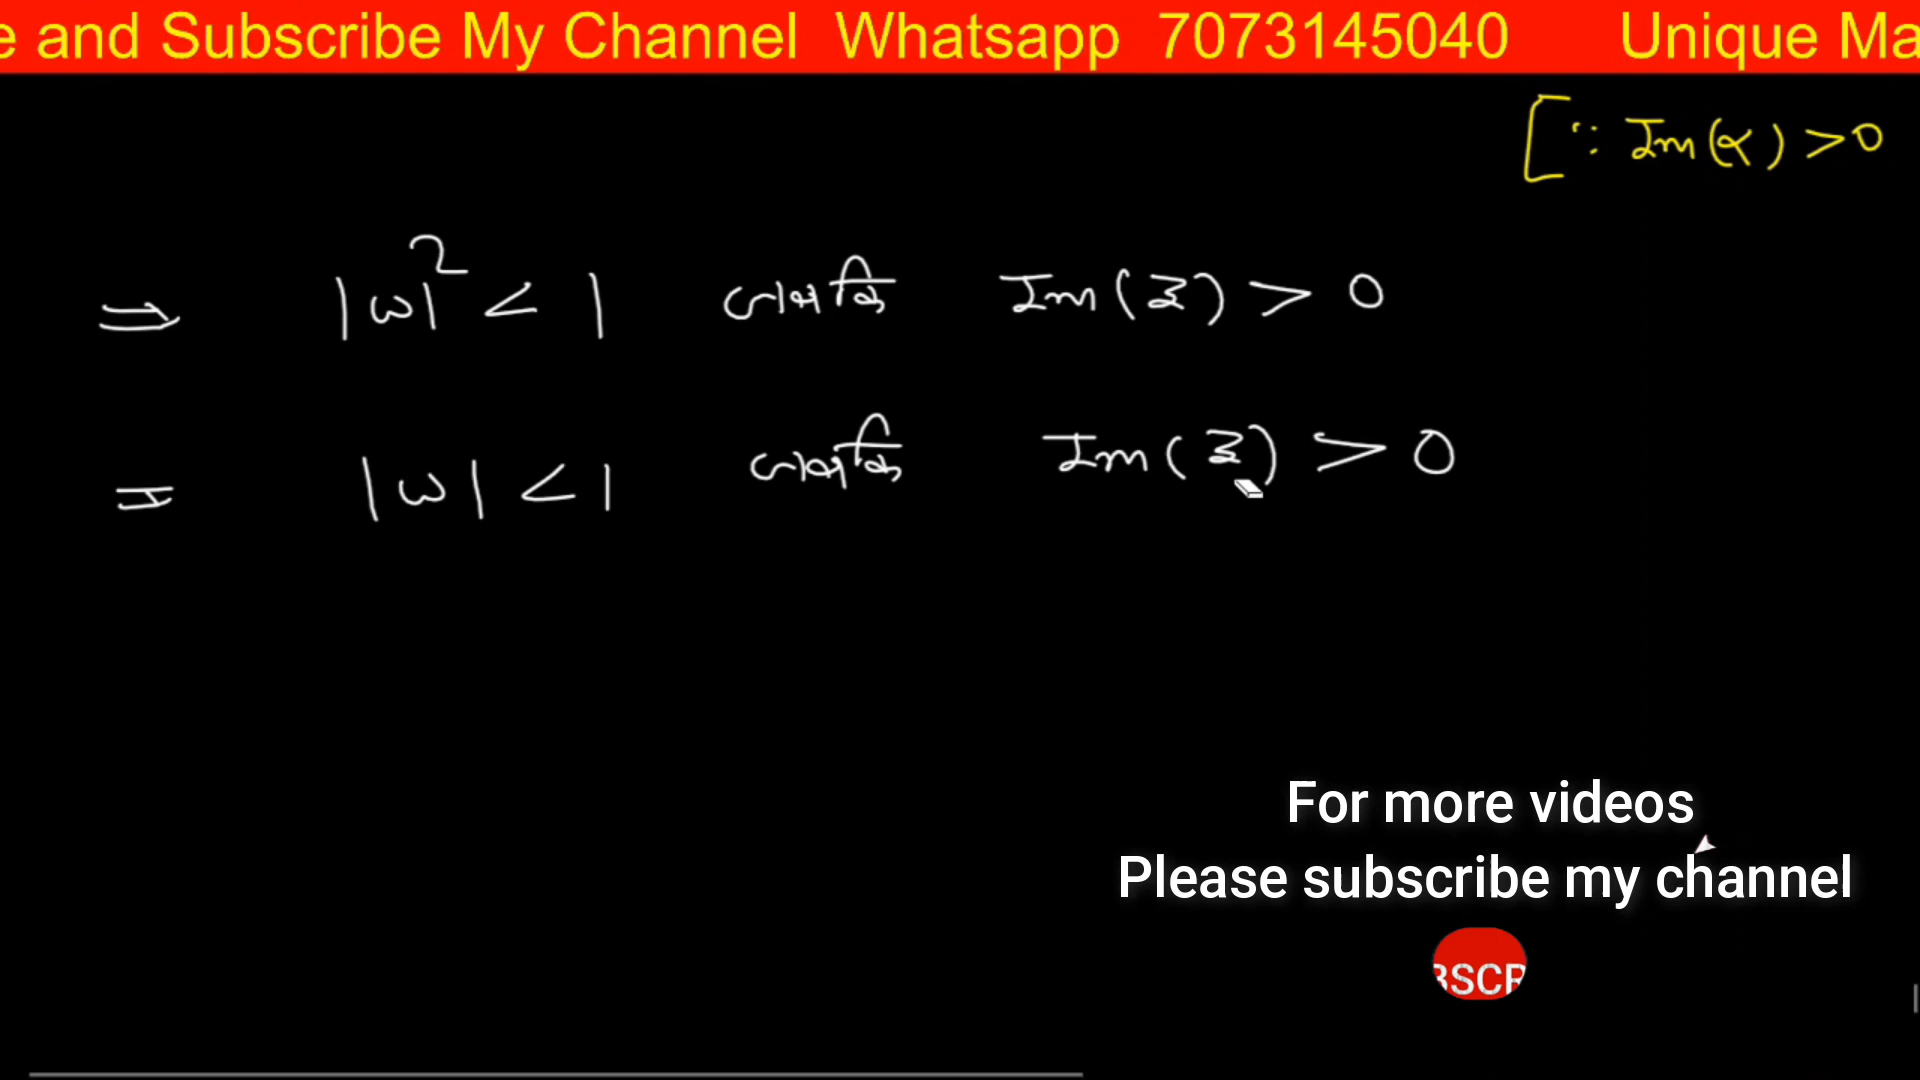 e and Subscribe My Channel Whatsapp 7073145040 Unique Ma
[∵ Im(α) > 0
⇒ |ω|² < 1 जबकि Im(z) > 0
= |ω| < 1 जबकि Im(z) > 0
For more videos
Please subscribe my channel
BSCR